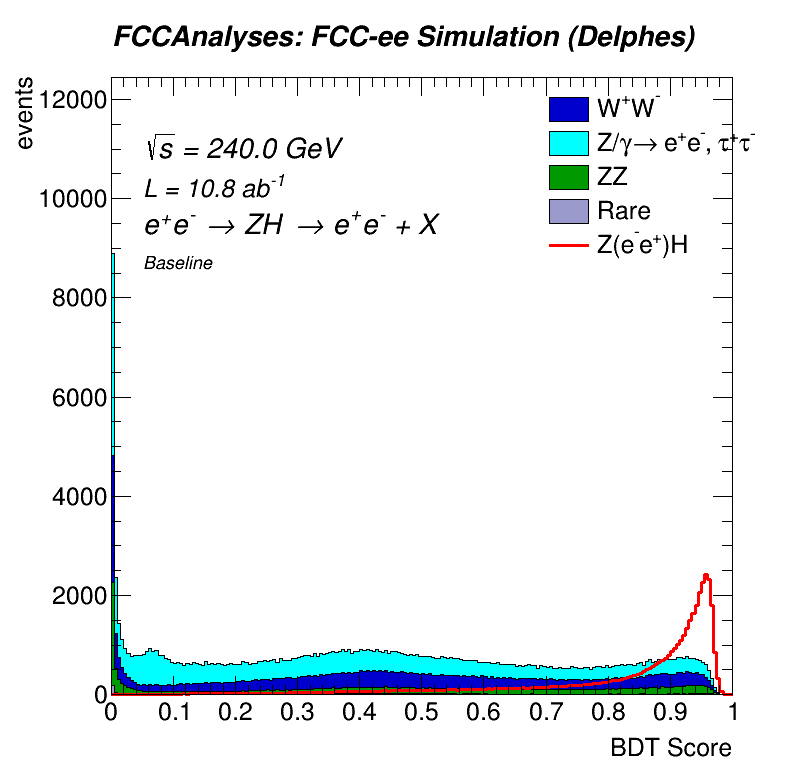 FCCAnalyses: FCC-ee Simulation (Delphes)
events
12000
10000
8000
6000
4000
2000
0
√s = 240.0 GeV
L = 10.8 ab⁻¹
e⁺e⁻ → ZH → e⁺e⁻ + X
Baseline
W⁺W⁻
Z/γ→ e⁺e⁻, τ⁺τ⁻
ZZ
Rare
Z(e⁻e⁺)H
0 0.1 0.2 0.3 0.4 0.5 0.6 0.7 0.8 0.9 1
BDT Score